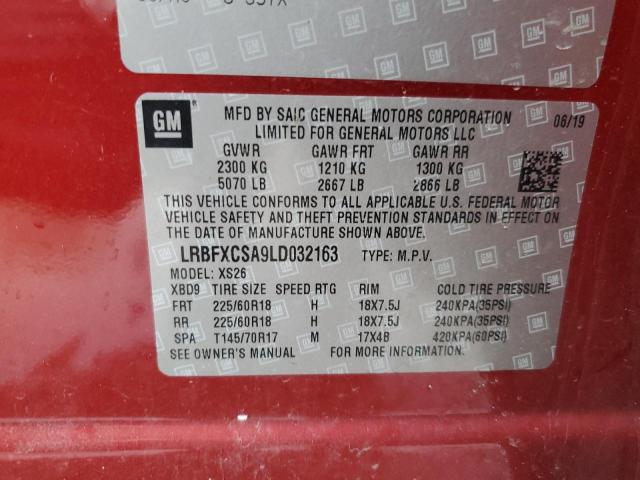 GM
MFD BY SAIC GENERAL MOTORS CORPORATION 06/19
LIMITED FOR GENERAL MOTORS LLC
GVWR GAWR FRT GAWR RR
2300 KG 1210 KG 1300 KG
5070 LB 2667 LB 2866 LB
THIS VEHICLE CONFORMS TO ALL APPLICABLE U.S. FEDERAL MOTOR
VEHICLE SAFETY AND THEFT PREVENTION STANDARDS IN EFFECT ON
THE DATE OF MANUFACTURE SHOWN ABOVE.
LRBFXCSA9LD032163 TYPE: M.P.V.
MODEL: XS26
XBD9 TIRE SIZE SPEED RTG RIM COLD TIRE PRESSURE
FRT 225/60R18 H 18X7.5J 240KPA(35PSI)
RR 225/60R18 H 18X7.5J 240KPA(35PSI)
SPA T145/70R17 M 17X4B 420KPA(60PSI)
SEE OWNER'S MANUAL FOR MORE INFORMATION.